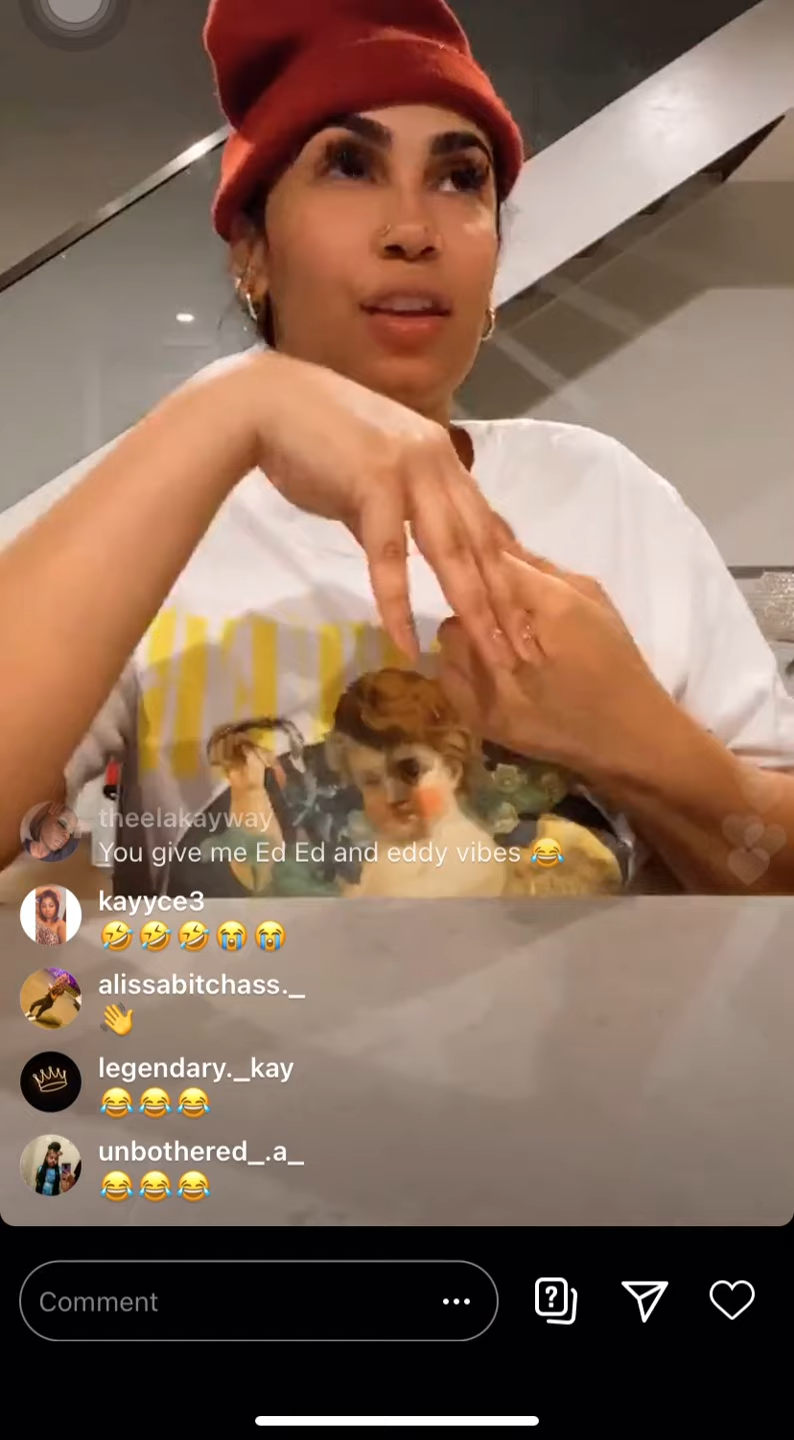 theelakayway
You give me Ed Ed and eddy vibes 😂
kayyce3
🤣🤣🤣😭😭
alissabitchass._
👋
legendary._kay
😂😂😂
unbothered_.a_
😂😂😂
Comment